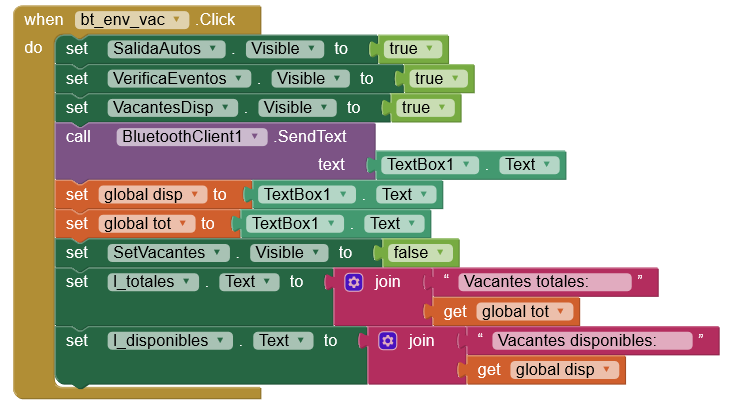 when bt_env_vac .Click
do set SalidaAutos . Visible to true
set VerificaEventos . Visible to true
set VacantesDisp . Visible to true
call BluetoothClient1 .SendText
text TextBox1 . Text
set global disp to TextBox1 . Text
set global tot to TextBox1 . Text
set SetVacantes . Visible to false
set l_totales . Text to join “ Vacantes totales: ”
get global tot
set l_disponibles . Text to join “ Vacantes disponibles: ”
get global disp